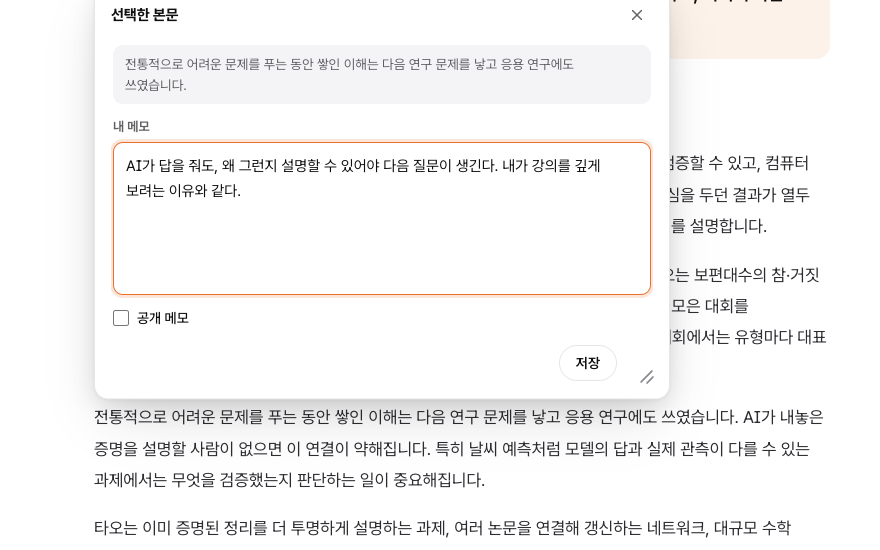 선택한 본문
전통적으로 어려운 문제를 푸는 동안 쌓인 이해는 다음 연구 문제를 낳고 응용 연구에도
쓰였습니다.
내 메모
AI가 답을 줘도, 왜 그런지 설명할 수 있어야 다음 질문이 생긴다. 내가 강의를 깊게
보려는 이유와 같다.
공개 메모
저장
할 수 있고, 컴퓨터
두던 결과가 열두
를 설명합니다.
보편대수의 참·거짓
모은 대회를
유형마다 대표
전통적으로 어려운 문제를 푸는 동안 쌓인 이해는 다음 연구 문제를 낳고 응용 연구에도 쓰였습니다. AI가 내놓은
증명을 설명할 사람이 없으면 이 연결이 약해집니다. 특히 날씨 예측처럼 모델의 답과 실제 관측이 다를 수 있는
과제에서는 무엇을 검증했는지 판단하는 일이 중요해집니다.
타오는 이미 증명된 정리를 더 투명하게 설명하는 과제, 여러 논문을 연결해 갱신하는 네트워크, 대규모 수학